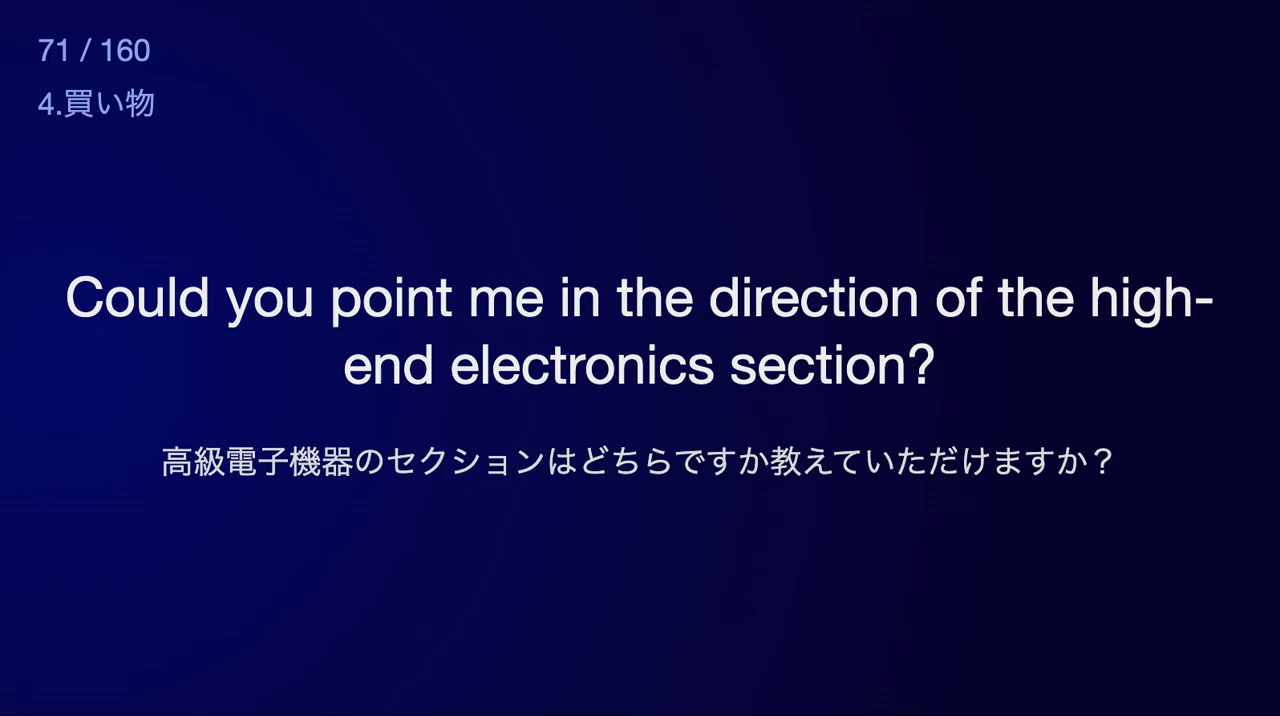 71 / 160
4.買い物
Could you point me in the direction of the high-
end electronics section?
高級電子機器のセクションはどちらですか教えていただけますか？